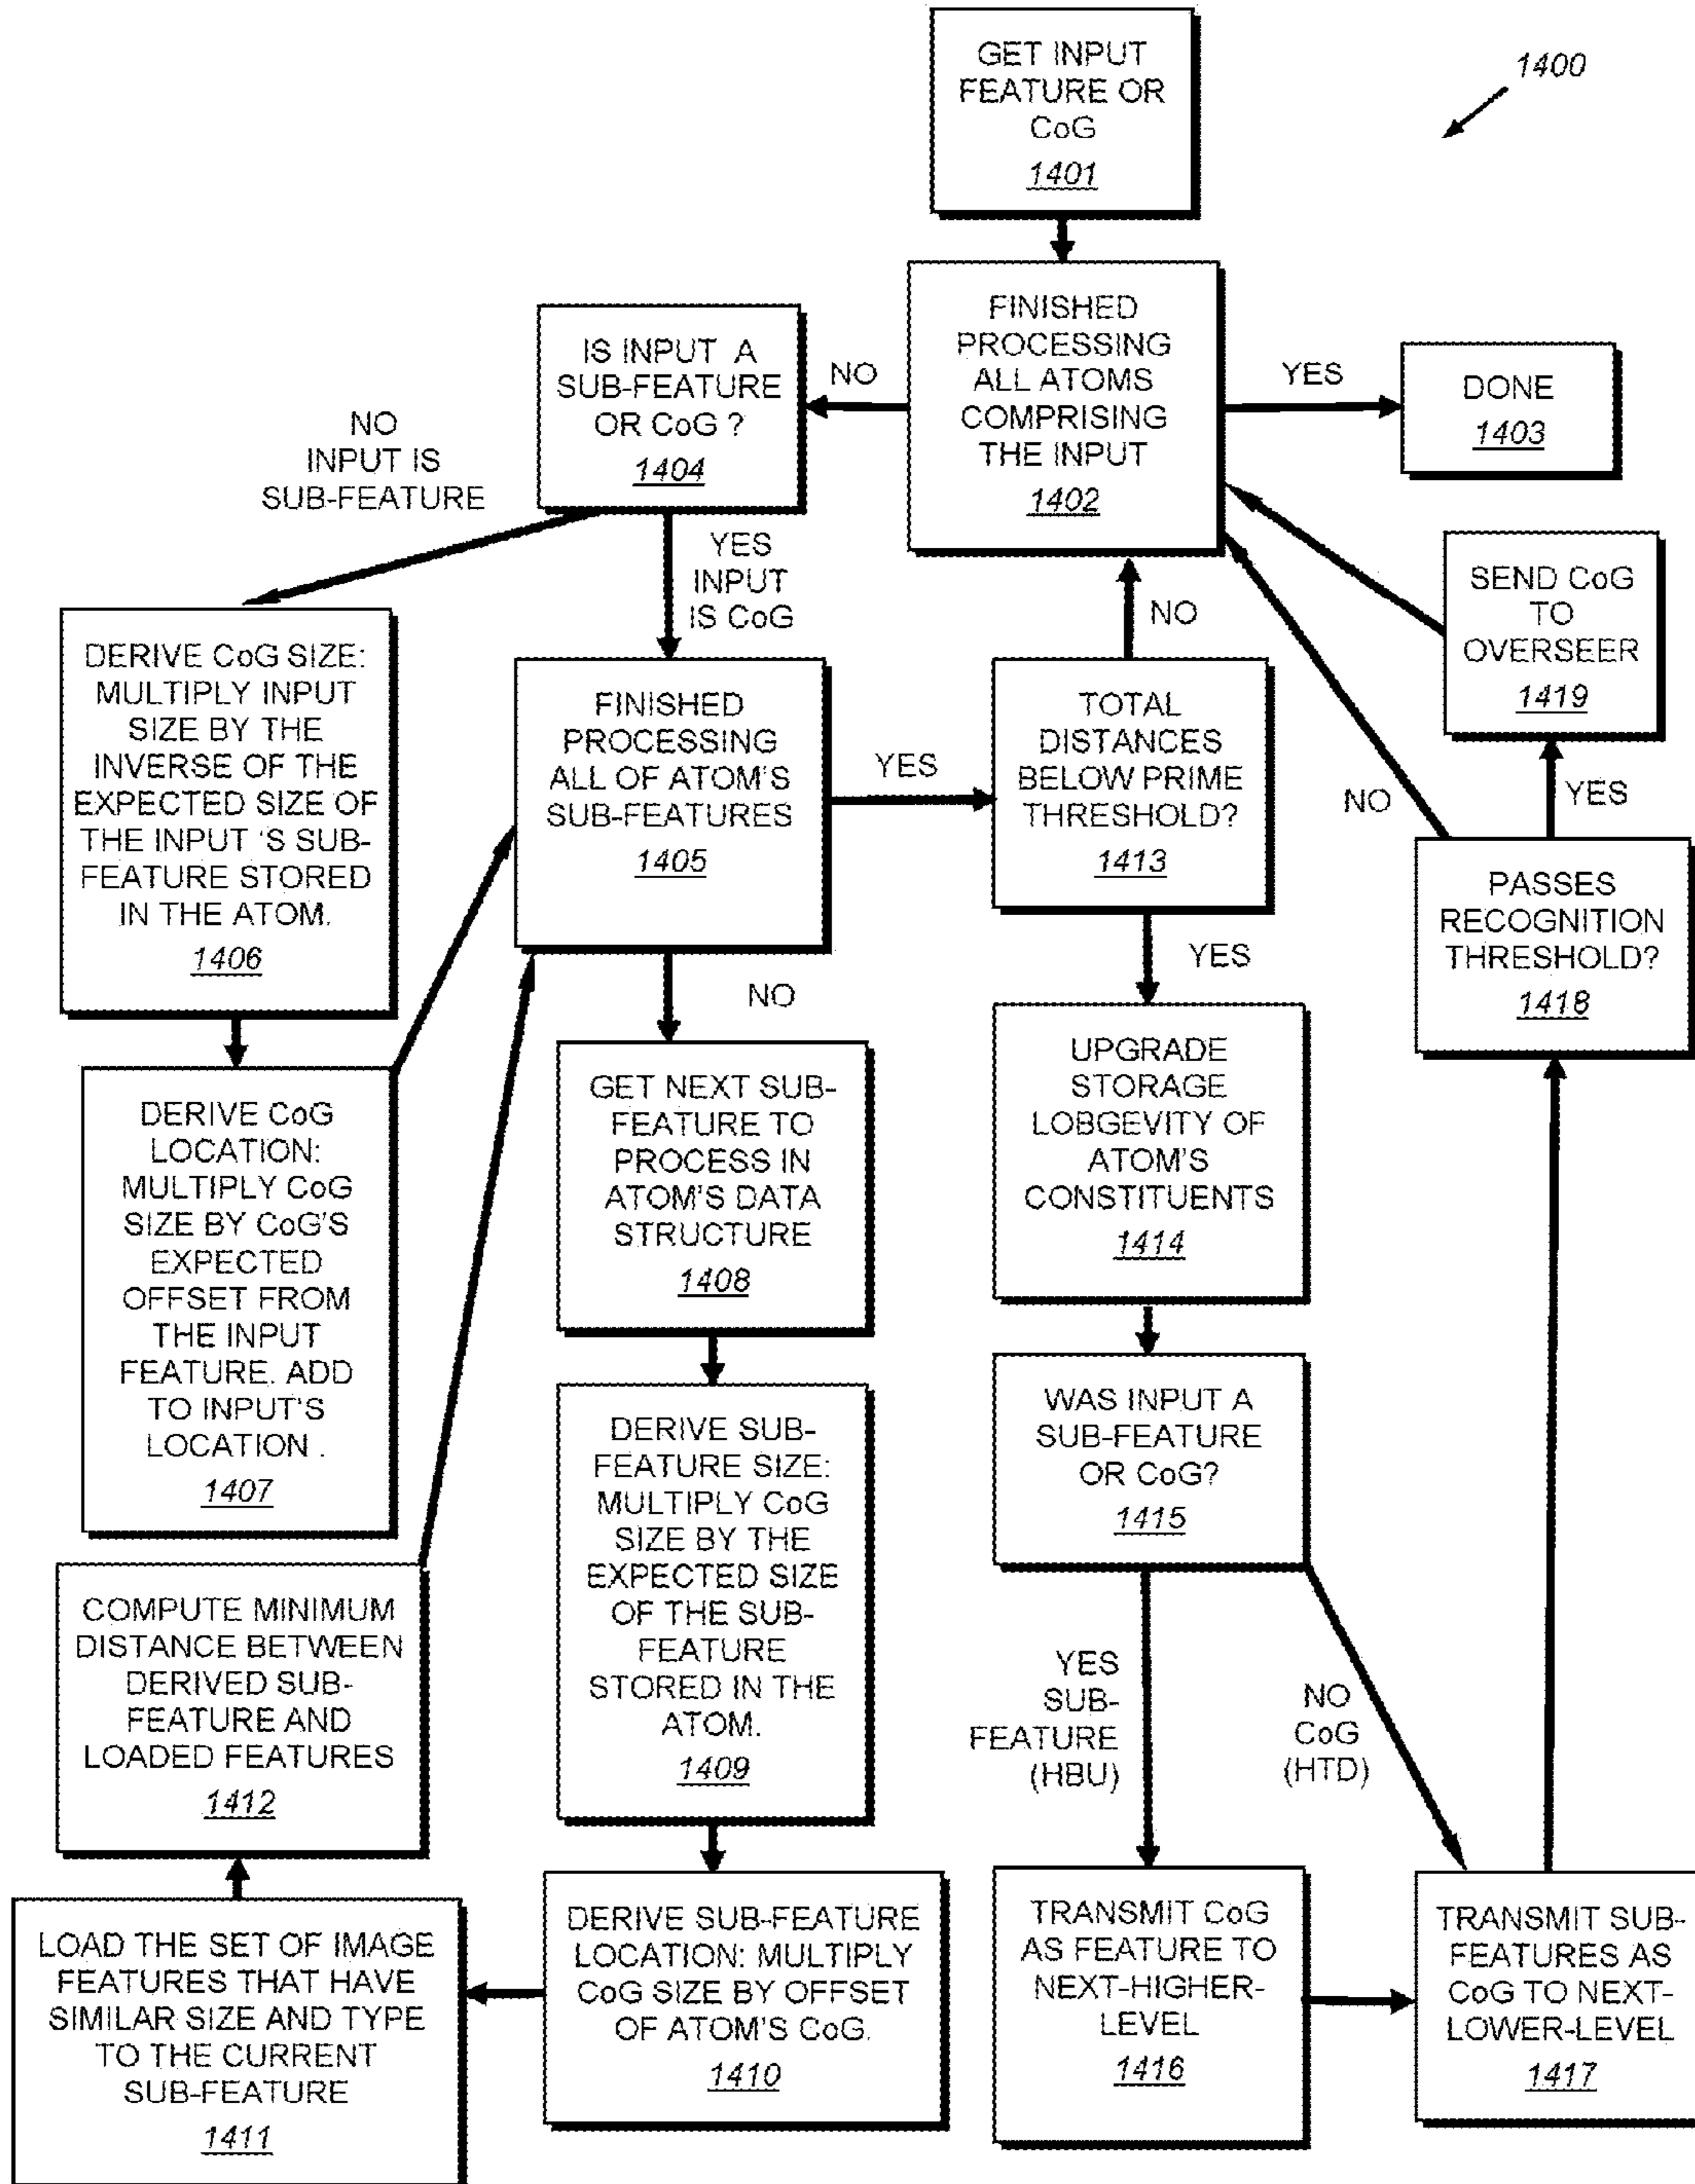 GET INPUT
FEATURE OR
CoG
1401
1400
FINISHED
PROCESSING
ALL ATOMS
COMPRISING
THE INPUT
1402
YES
DONE
1403
NO
IS INPUT A
SUB-FEATURE
OR CoG ?
1404
NO
INPUT IS
SUB-FEATURE
YES
INPUT
IS CoG
DERIVE CoG SIZE:
MULTIPLY INPUT
SIZE BY THE
INVERSE OF THE
EXPECTED SIZE OF
THE INPUT 'S SUB-
FEATURE STORED
IN THE ATOM.
1406
DERIVE CoG
LOCATION:
MULTIPLY CoG
SIZE BY CoG'S
EXPECTED
OFFSET FROM
THE INPUT
FEATURE. ADD
TO INPUT'S
LOCATION .
1407
FINISHED
PROCESSING
ALL OF ATOM'S
SUB-FEATURES
1405
YES
NO
GET NEXT SUB-
FEATURE TO
PROCESS IN
ATOM'S DATA
STRUCTURE
1408
DERIVE SUB-
FEATURE SIZE:
MULTIPLY CoG
SIZE BY THE
EXPECTED SIZE
OF THE SUB-
FEATURE
STORED IN THE
ATOM.
1409
DERIVE SUB-FEATURE
LOCATION: MULTIPLY
CoG SIZE BY OFFSET
OF ATOM'S CoG.
1410
LOAD THE SET OF IMAGE
FEATURES THAT HAVE
SIMILAR SIZE AND TYPE
TO THE CURRENT
SUB-FEATURE
1411
COMPUTE MINIMUM
DISTANCE BETWEEN
DERIVED SUB-
FEATURE AND
LOADED FEATURES
1412
TOTAL
DISTANCES
BELOW PRIME
THRESHOLD?
1413
NO
YES
UPGRADE
STORAGE
LOBGEVITY OF
ATOM'S
CONSTITUENTS
1414
WAS INPUT A
SUB-FEATURE
OR CoG?
1415
YES
SUB-
FEATURE
(HBU)
NO
CoG
(HTD)
TRANSMIT CoG
AS FEATURE TO
NEXT-HIGHER-
LEVEL
1416
TRANSMIT SUB-
FEATURES AS
CoG TO NEXT-
LOWER-LEVEL
1417
PASSES
RECOGNITION
THRESHOLD?
1418
NO
YES
SEND CoG
TO
OVERSEER
1419